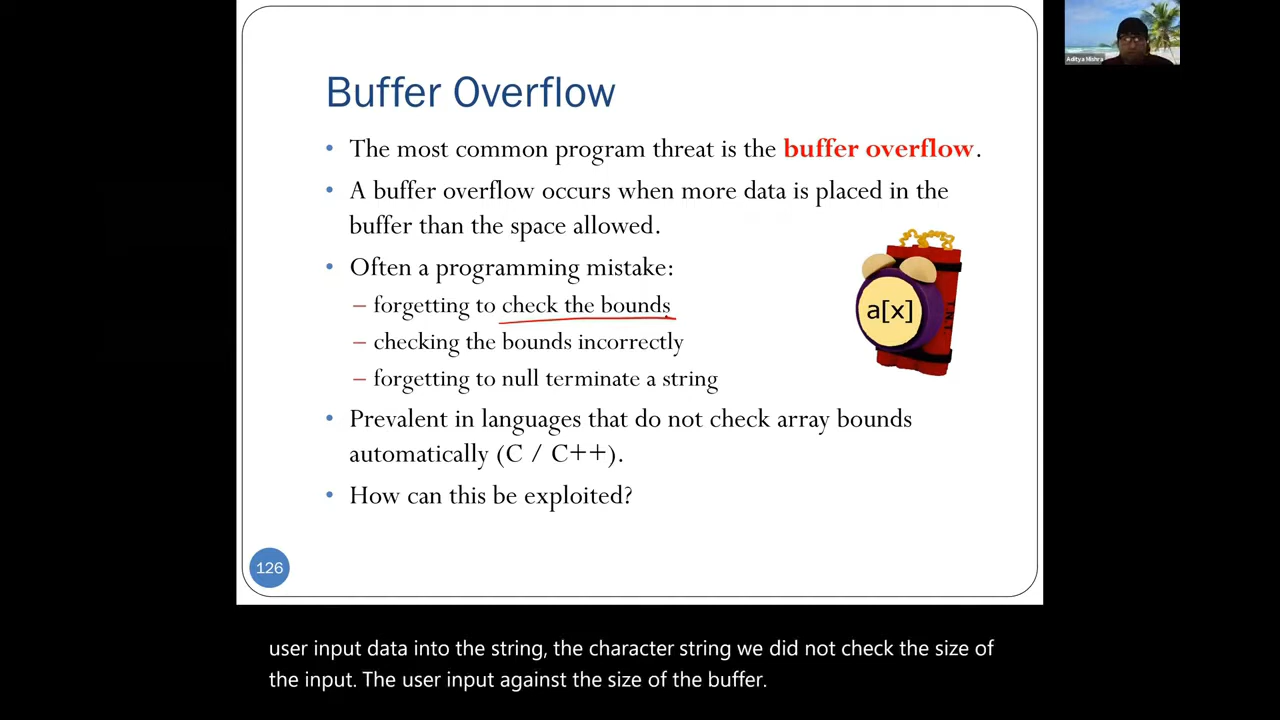 Aditya Mishra
Buffer Overflow
• The most common program threat is the buffer overflow.
• A buffer overflow occurs when more data is placed in the
buffer than the space allowed.
• Often a programming mistake:
– forgetting to check the bounds
– checking the bounds incorrectly
– forgetting to null terminate a string
a[x]
T.N.T.
• Prevalent in languages that do not check array bounds
automatically (C / C++).
• How can this be exploited?
126
user input data into the string, the character string we did not check the size of
the input. The user input against the size of the buffer.